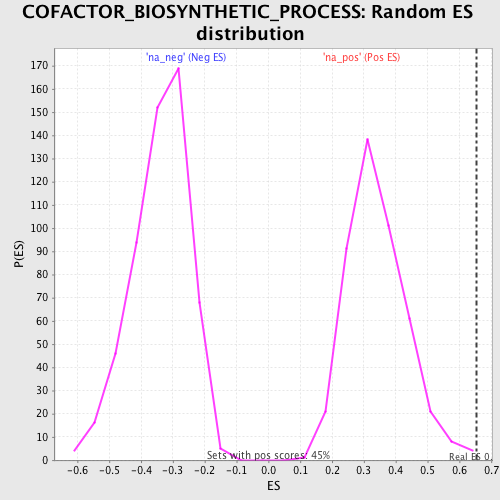 COFACTOR_BIOSYNTHETIC_PROCESS: Random ES
distribution
'na_neg' (Neg ES)
'na_pos' (Pos ES)
170
160
150
140
130
120
110
100
90
80
70
60
50
40
30
20
10
0
P(ES)
Sets with pos scores: 45%
Real ES 0.
-0.6 -0.5 -0.4 -0.3 -0.2 -0.1 0.0 0.1 0.2 0.3 0.4 0.5 0.6 0.7
ES